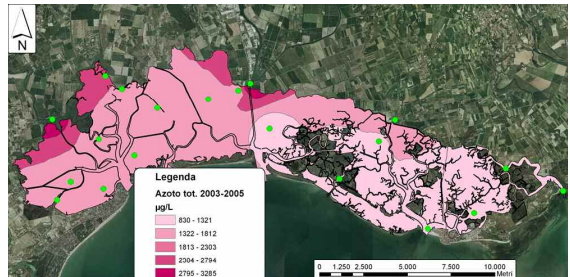 N
Legenda
Azoto tot. 2003-2005
µg/L
830 - 1321
1322 - 1812
1813 - 2303
2304 - 2794
2795 - 3285
0 1.250 2.500 5.000 7.500 10.000
Metri